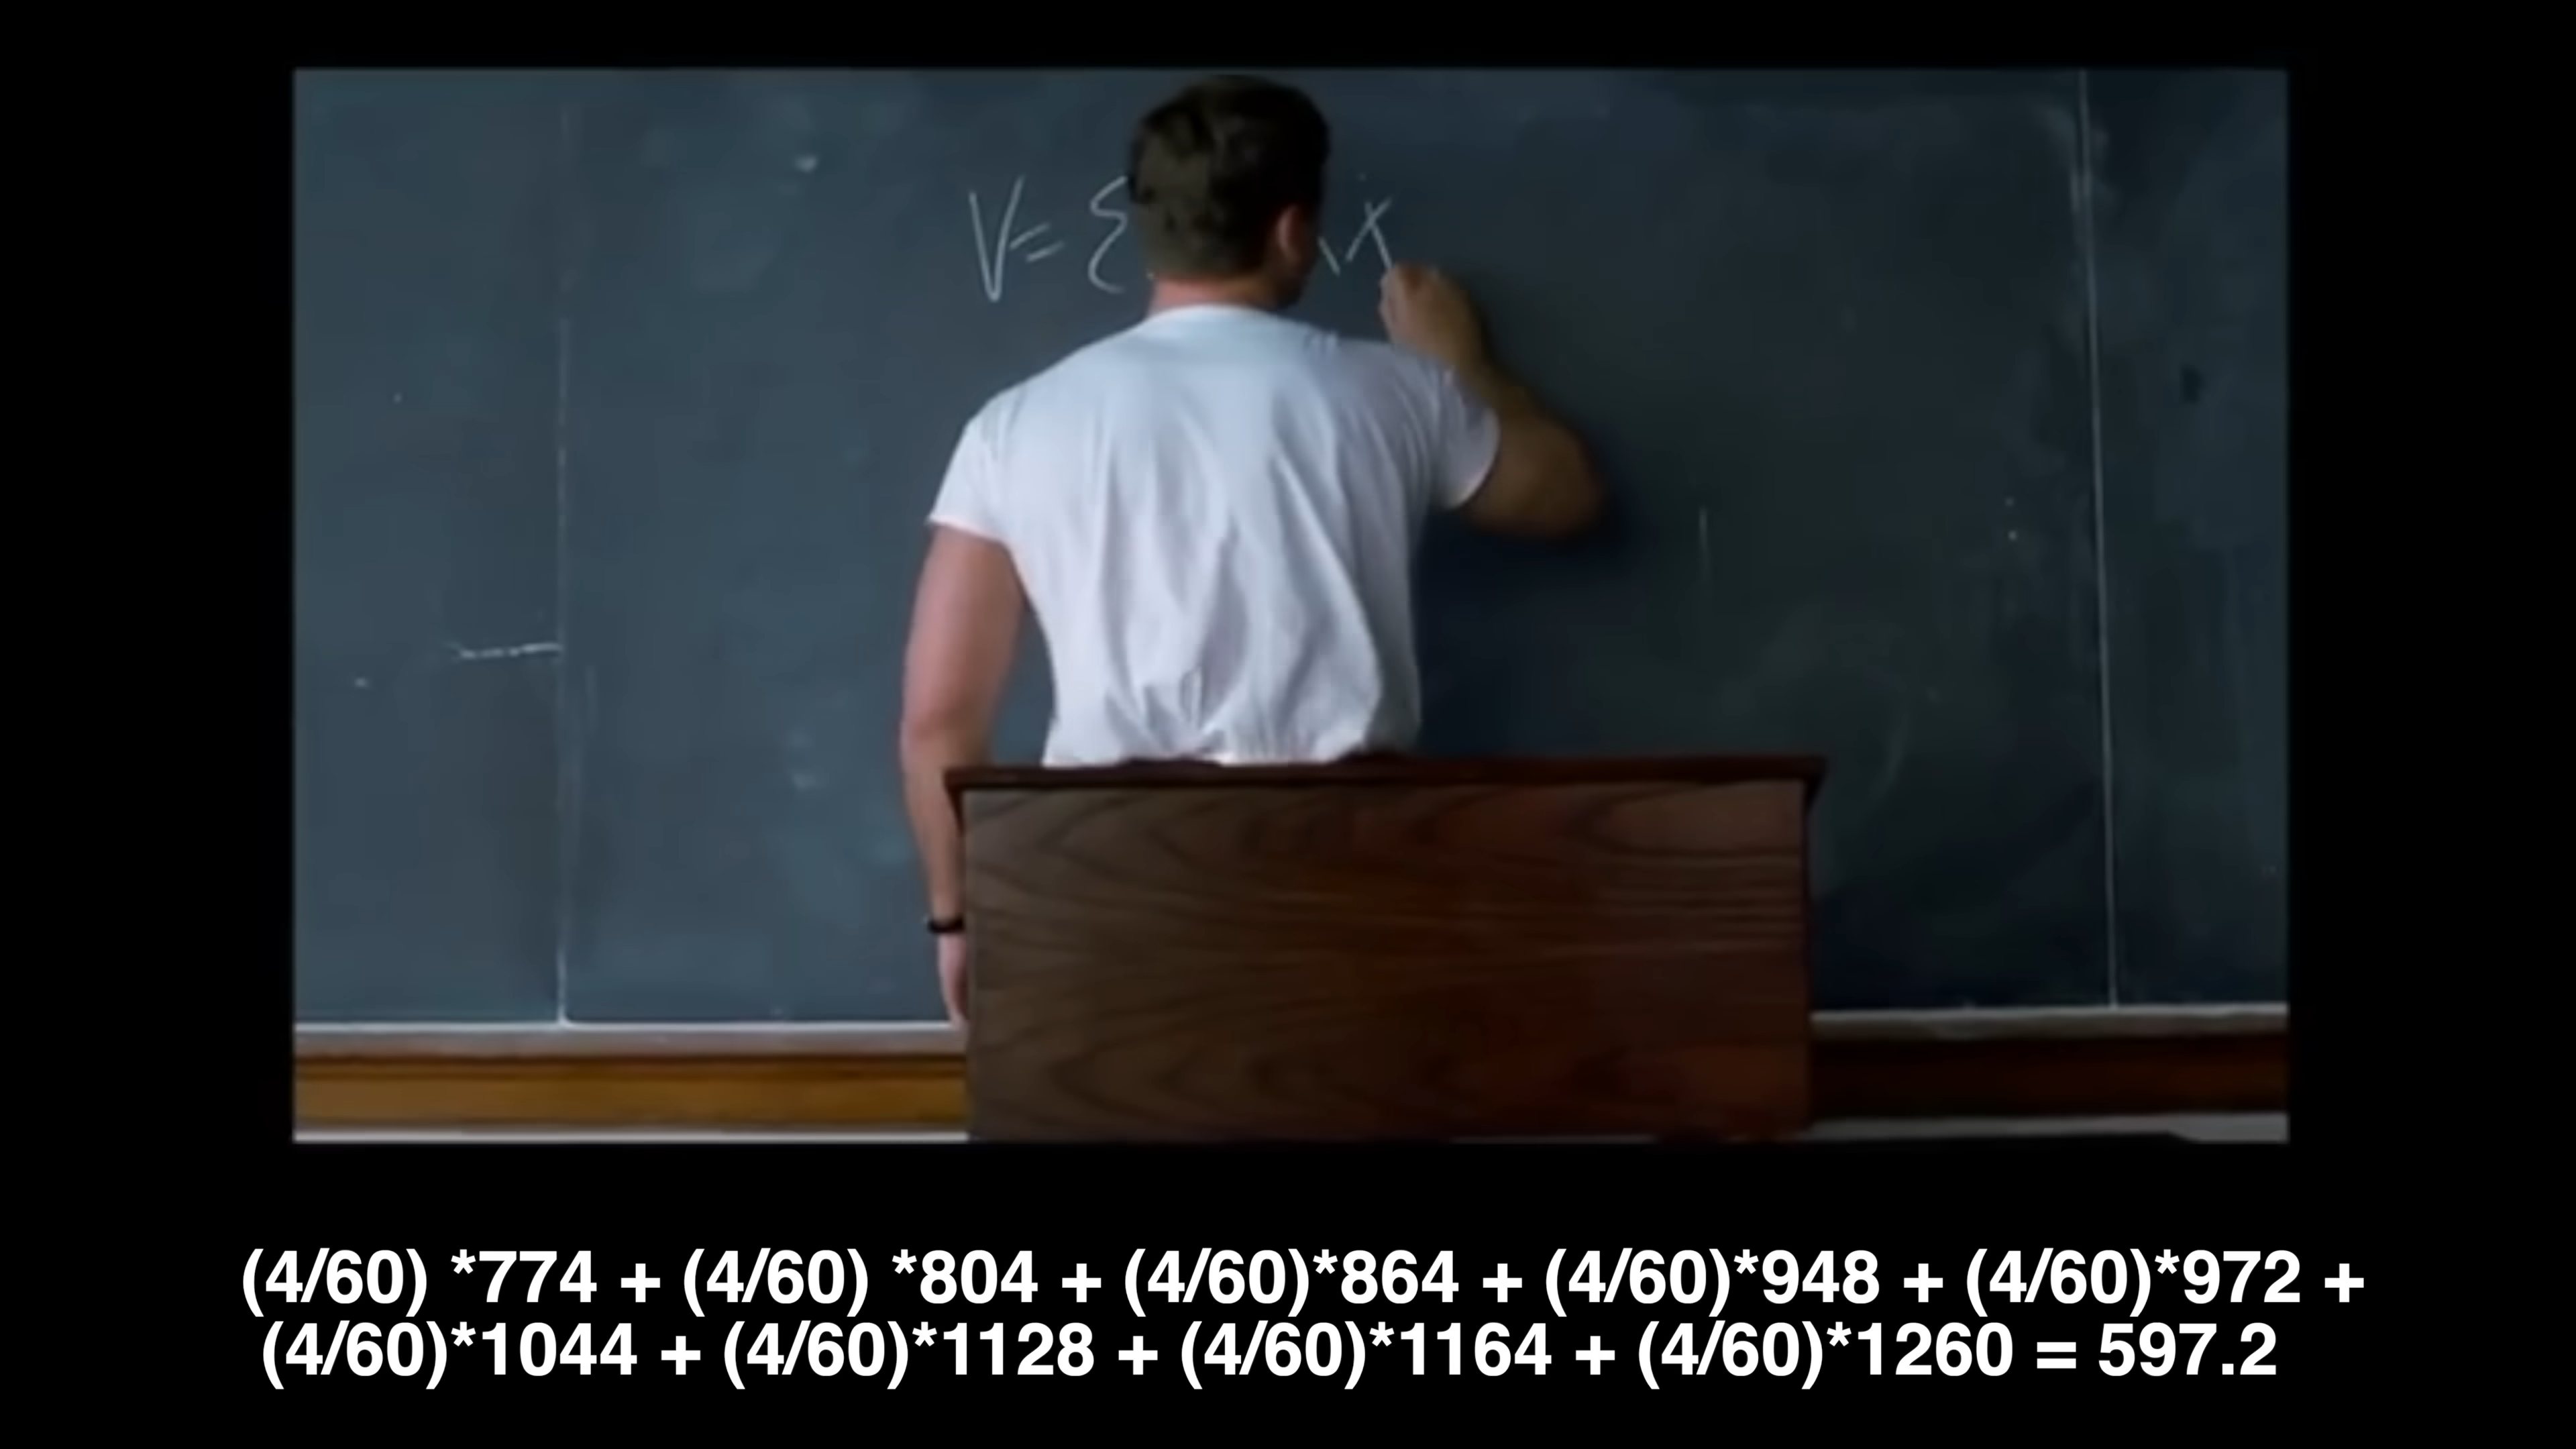 V= {
X
(4/60) *774 + (4/60) *804 + (4/60)*864 + (4/60)*948 + (4/60)*972 +
(4/60)*1044 + (4/60)*1128 + (4/60)*1164 + (4/60)*1260 = 597.2